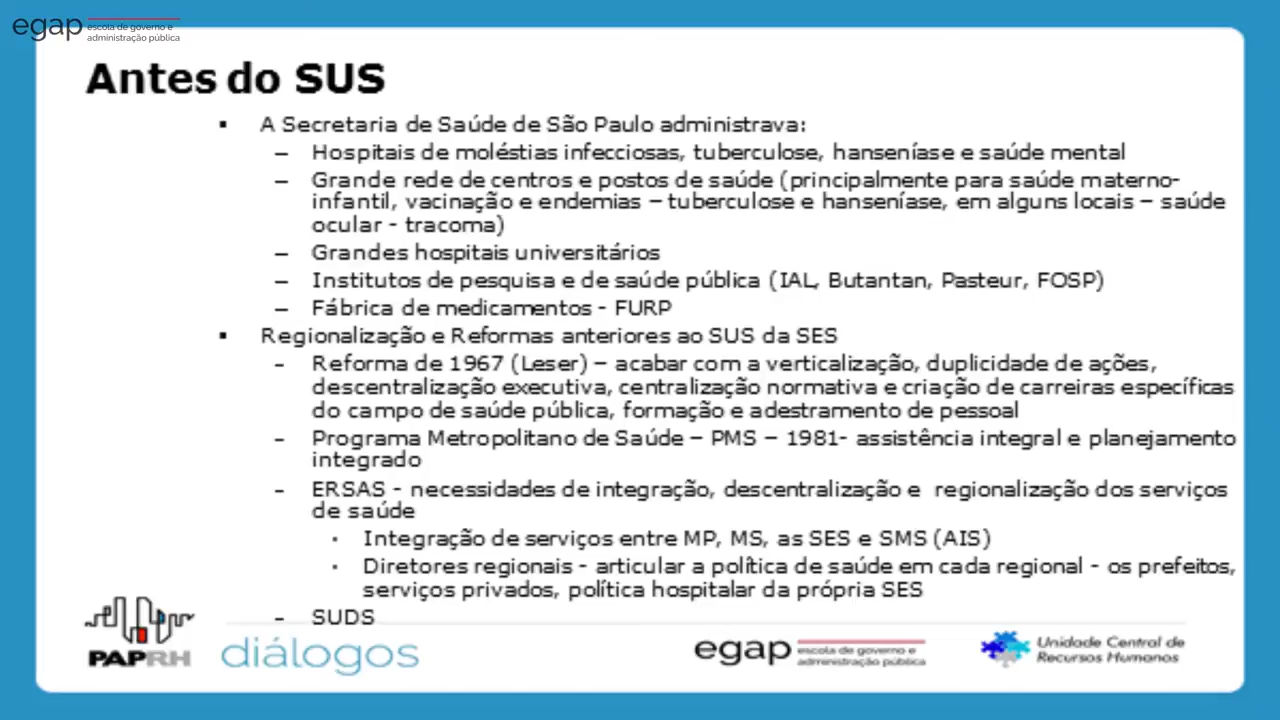 egap escola de governo e
administração pública
Antes do SUS
▪ A Secretaria de Saúde de São Paulo administrava:
– Hospitais de moléstias infecciosas, tuberculose, hanseníase e saúde mental
– Grande rede de centros e postos de saúde (principalmente para saúde materno-
infantil, vacinação e endemias – tuberculose e hanseníase, em alguns locais – saúde
ocular - tracoma)
– Grandes hospitais universitários
– Institutos de pesquisa e de saúde pública (IAL, Butantan, Pasteur, FOSP)
– Fábrica de medicamentos - FURP
▪ Regionalização e Reformas anteriores ao SUS da SES
- Reforma de 1967 (Leser) – acabar com a verticalização, duplicidade de ações,
descentralização executiva, centralização normativa e criação de carreiras específicas
do campo de saúde pública, formação e adestramento de pessoal
- Programa Metropolitano de Saúde – PMS – 1981- assistência integral e planejamento
integrado
- ERSAS - necessidades de integração, descentralização e regionalização dos serviços
de saúde
· Integração de serviços entre MP, MS, as SES e SMS (AIS)
· Diretores regionais - articular a política de saúde em cada regional - os prefeitos,
serviços privados, política hospitalar da própria SES
- SUDS
PAPRH diálogos egap escola de governo e
administração pública
Unidade Central de
Recursos Humanos